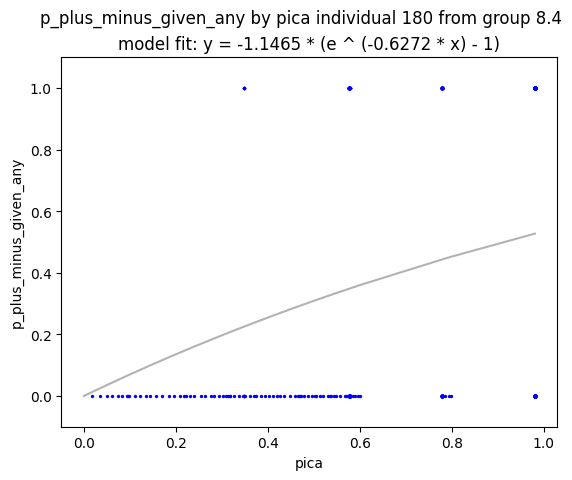 p_plus_minus_given_any by pica individual 180 from group 8.4
model fit: y = -1.1465 * (e ^ (-0.6272 * x) - 1)
1.0
0.8
0.6
0.4
0.2
0.0
p_plus_minus_given_any
0.0 0.2 0.4 0.6 0.8 1.0
pica